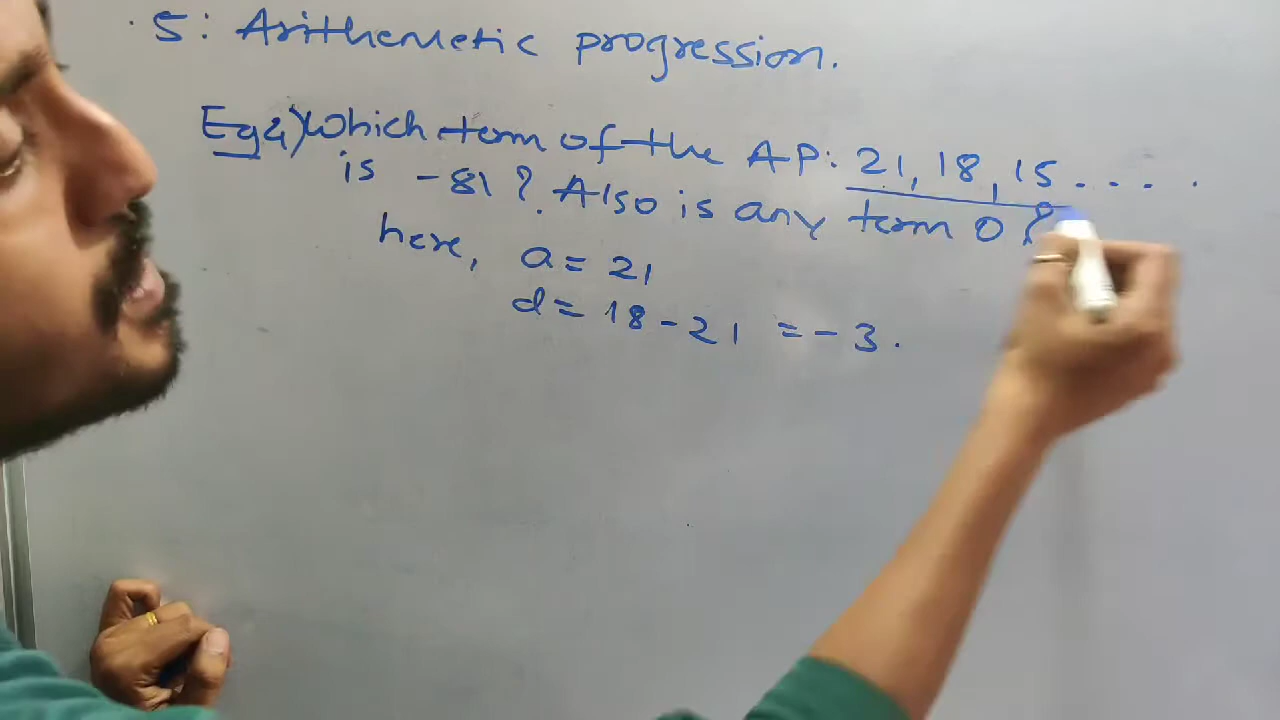 5: Arithemetic progression.
Eg4) Which term of the AP: 21, 18, 15....
is -81?. Also is any term 0?
here, a = 21
d = 18 - 21 = -3.